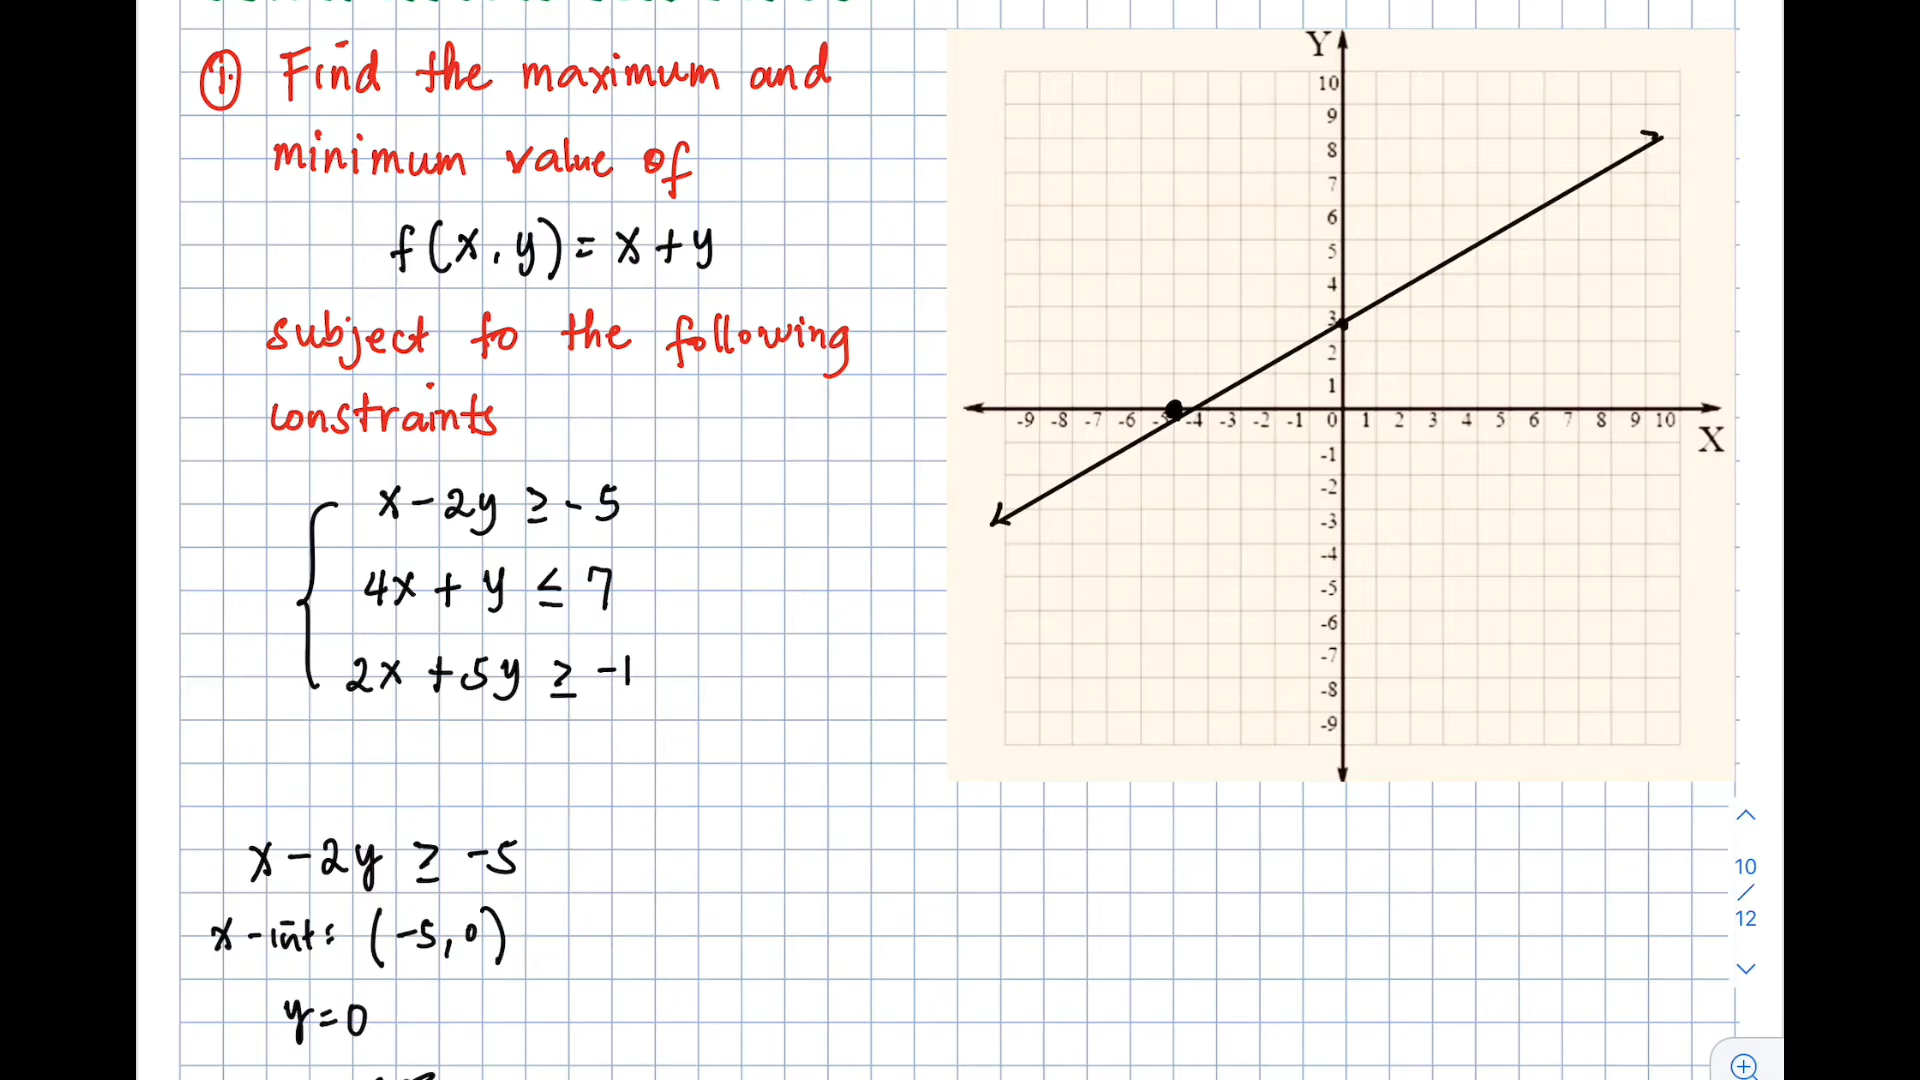 ① Find the maximum and
minimum value of
f(x, y) = x + y
subject to the following
constraints
x - 2y ≥ -5
4x + y ≤ 7
2x + 5y ≥ -1
x - 2y ≥ -5
x-int: (-5, 0)
y = 0
Y
10
9
8
7
6
5
4
3
2
1
-9 -8 -7 -6 -4 -3 -2 -1 0 1 2 3 4 5 6 7 8 9 10
X
-1
-2
-3
-4
-5
-6
-7
-8
-9
10
/
12